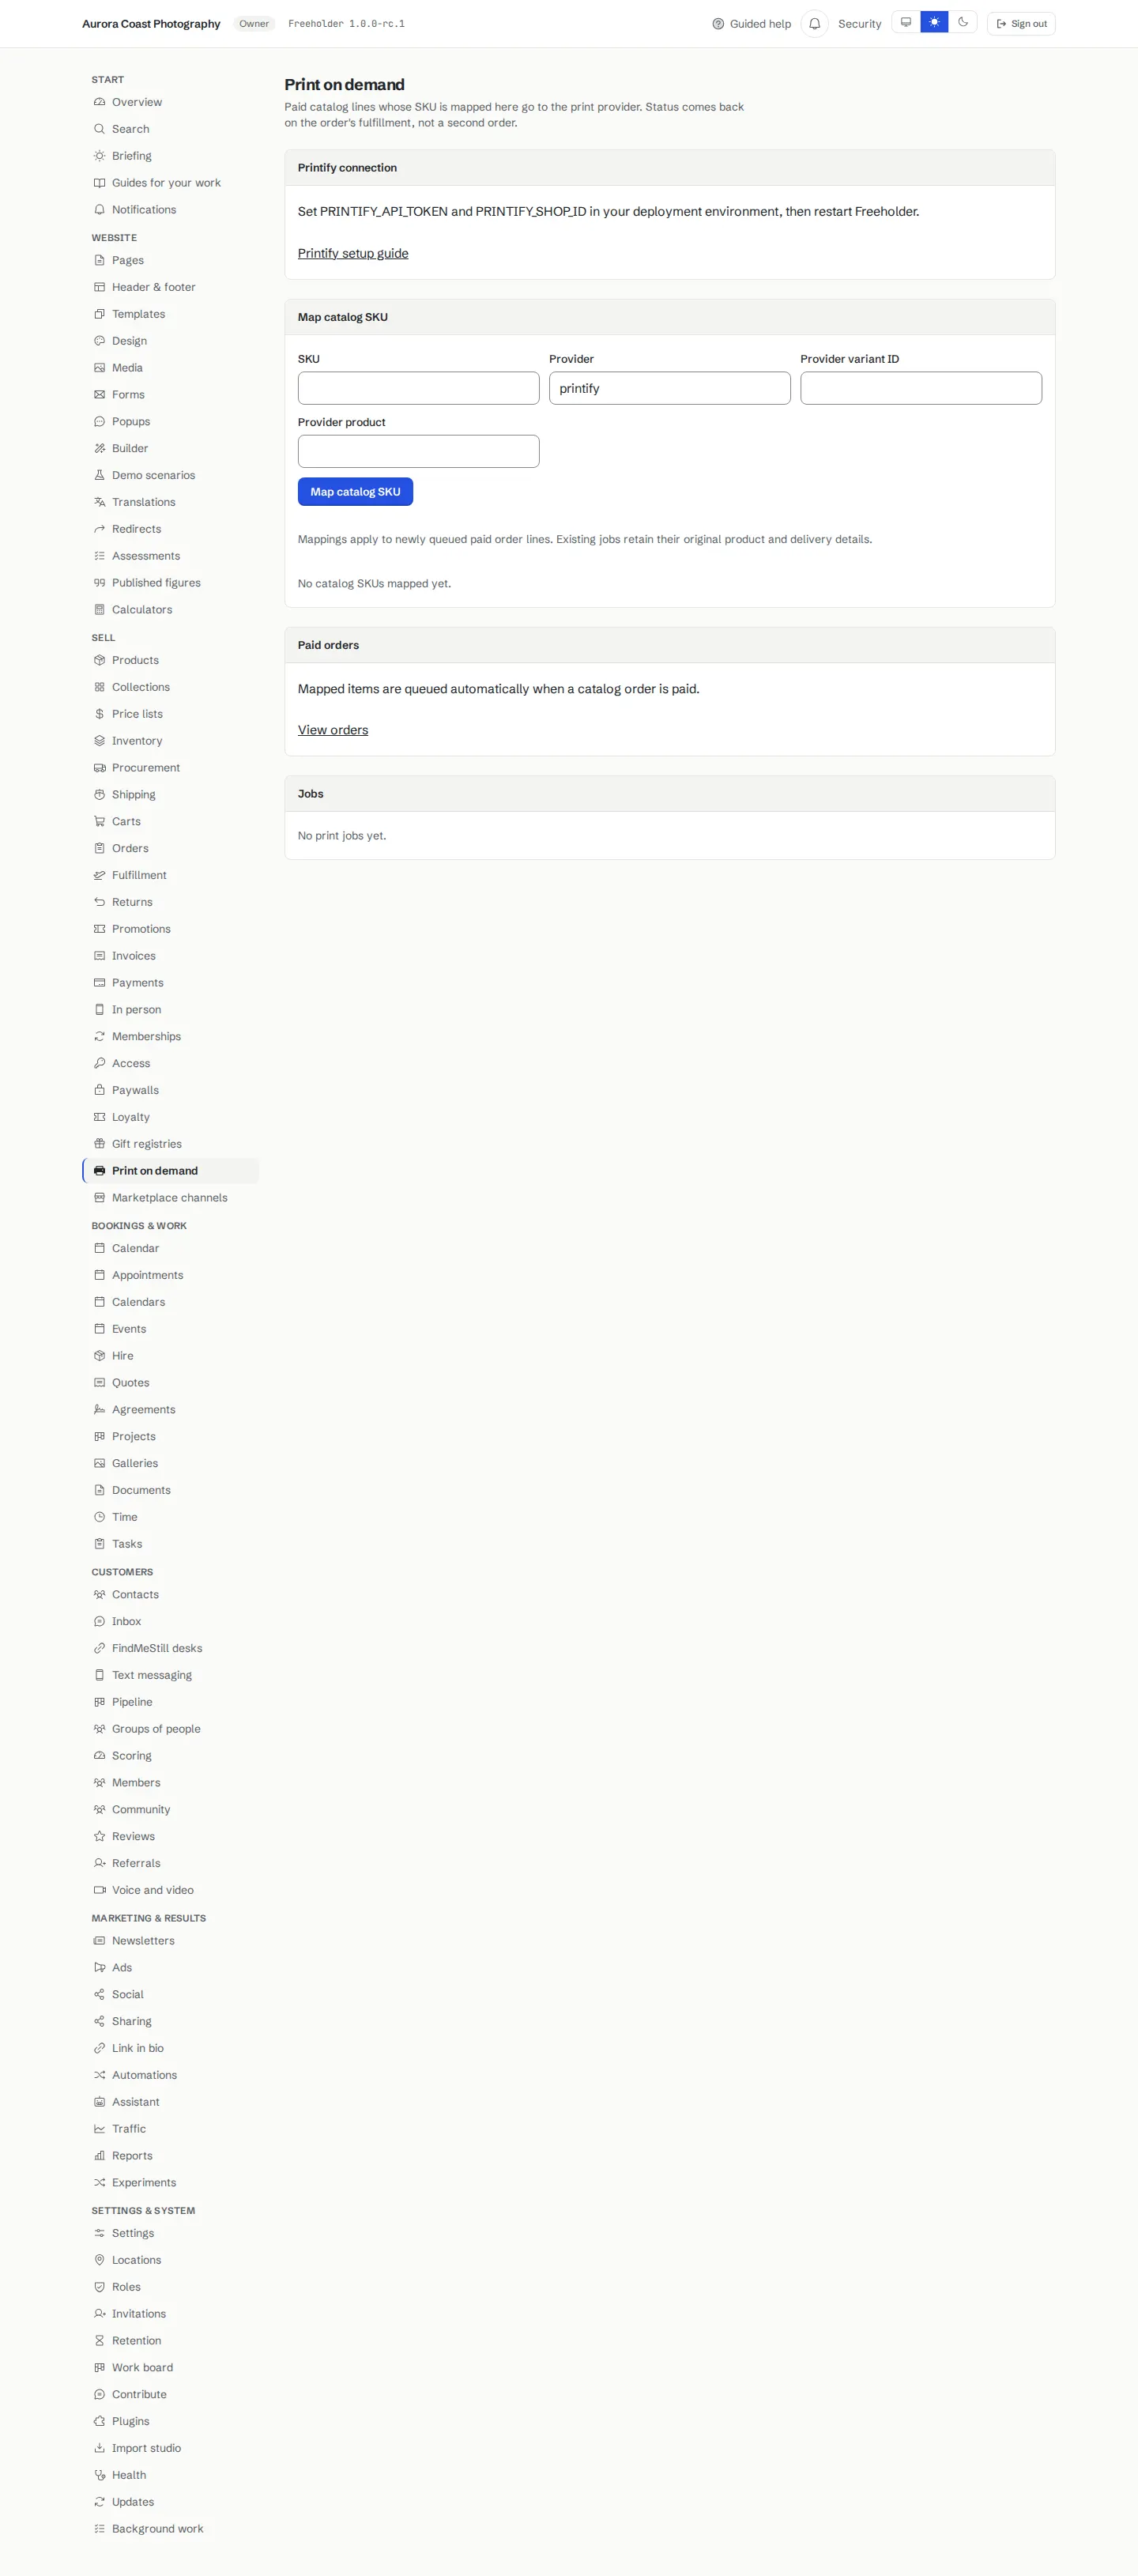 Aurora Coast Photography Owner Freeholder 1.0.0-rc.1 Guided help Security Sign out
START
Overview
Search
Briefing
Guides for your work
Notifications
WEBSITE
Pages
Header & footer
Templates
Design
Media
Forms
Popups
Builder
Demo scenarios
Translations
Redirects
Assessments
Published figures
Calculators
SELL
Products
Collections
Price lists
Inventory
Procurement
Shipping
Carts
Orders
Fulfillment
Returns
Promotions
Invoices
Payments
In person
Memberships
Access
Paywalls
Loyalty
Gift registries
Print on demand
Marketplace channels
BOOKINGS & WORK
Calendar
Appointments
Calendars
Events
Hire
Quotes
Agreements
Projects
Galleries
Documents
Time
Tasks
CUSTOMERS
Contacts
Inbox
FindMeStill desks
Text messaging
Pipeline
Groups of people
Scoring
Members
Community
Reviews
Referrals
Voice and video
MARKETING & RESULTS
Newsletters
Ads
Social
Sharing
Link in bio
Automations
Assistant
Traffic
Reports
Experiments
SETTINGS & SYSTEM
Settings
Locations
Roles
Invitations
Retention
Work board
Contribute
Plugins
Import studio
Health
Updates
Background work
Print on demand
Paid catalog lines whose SKU is mapped here go to the print provider. Status comes back
on the order's fulfillment, not a second order.
Printify connection
Set PRINTIFY_API_TOKEN and PRINTIFY_SHOP_ID in your deployment environment, then restart Freeholder.
Printify setup guide
Map catalog SKU
SKU Provider Provider variant ID
printify
Provider product
Map catalog SKU
Mappings apply to newly queued paid order lines. Existing jobs retain their original product and delivery details.
No catalog SKUs mapped yet.
Paid orders
Mapped items are queued automatically when a catalog order is paid.
View orders
Jobs
No print jobs yet.